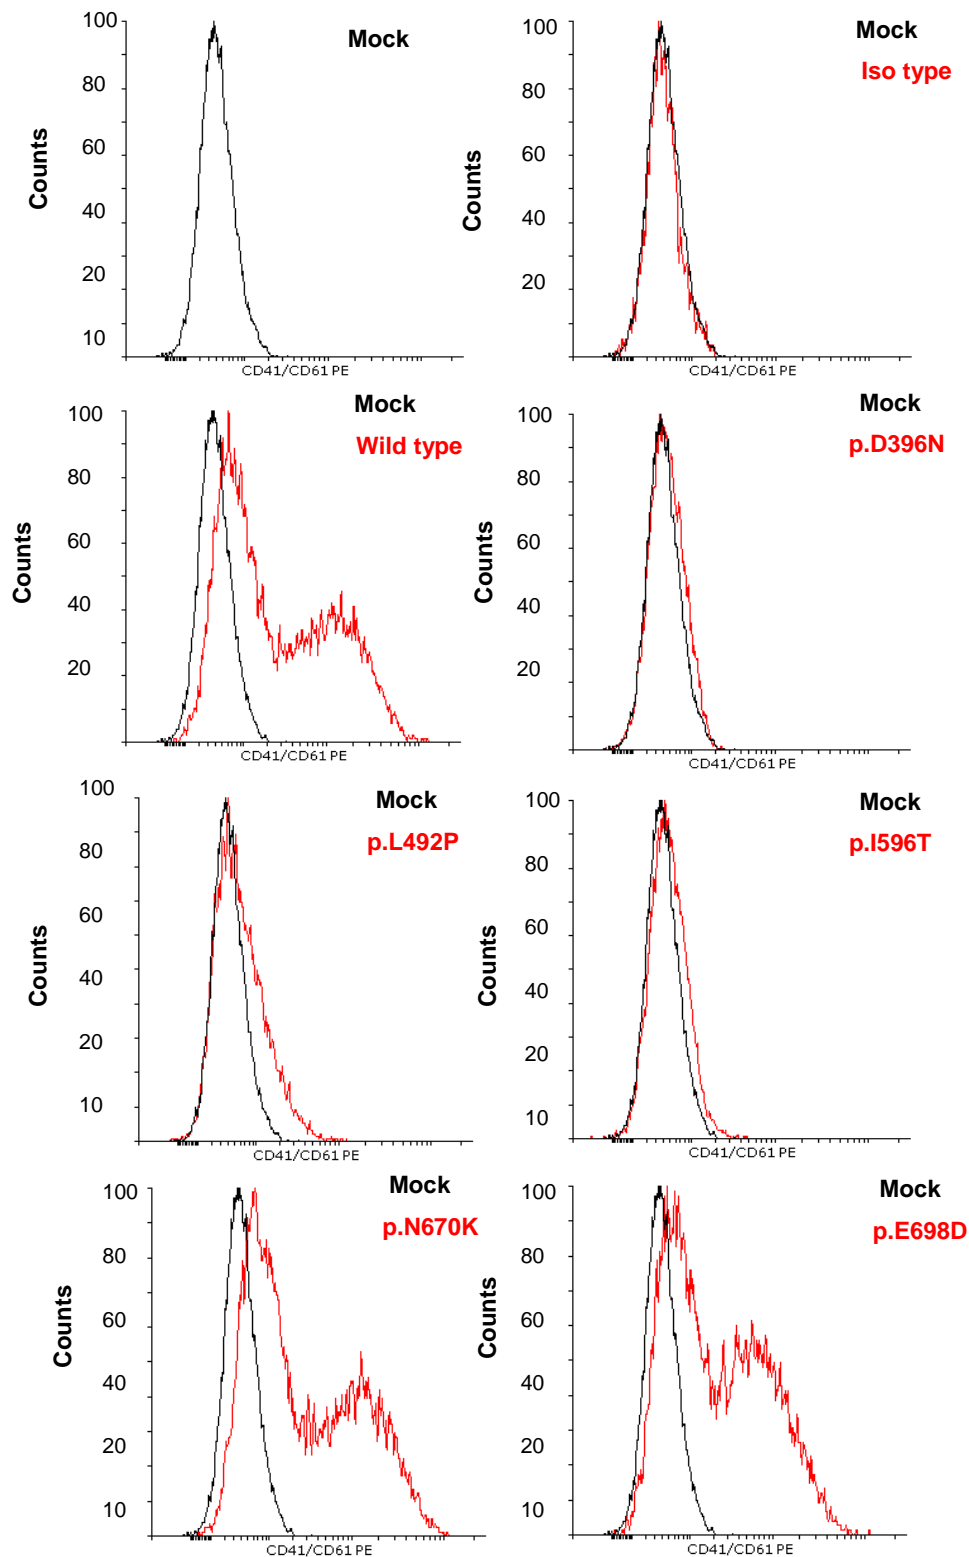 Mock
Counts
100
80
60
40
20
10
CD41/CD61 PE
Mock
Iso type
Counts
100
80
60
40
20
CD41/CD61 PE
Mock
Wild type
Counts
100
80
60
40
20
CD41/CD61 PE
Mock
p.D396N
Counts
100
80
60
40
20
CD41/CD61 PE
Mock
p.L492P
Counts
100
80
60
40
20
10
CD41/CD61 PE
Mock
p.I596T
Counts
100
80
60
40
20
10
CD41/CD61 PE
Mock
p.N670K
Counts
100
80
60
40
20
10
CD41/CD61 PE
Mock
p.E698D
Counts
100
80
60
40
20
10
CD41/CD61 PE